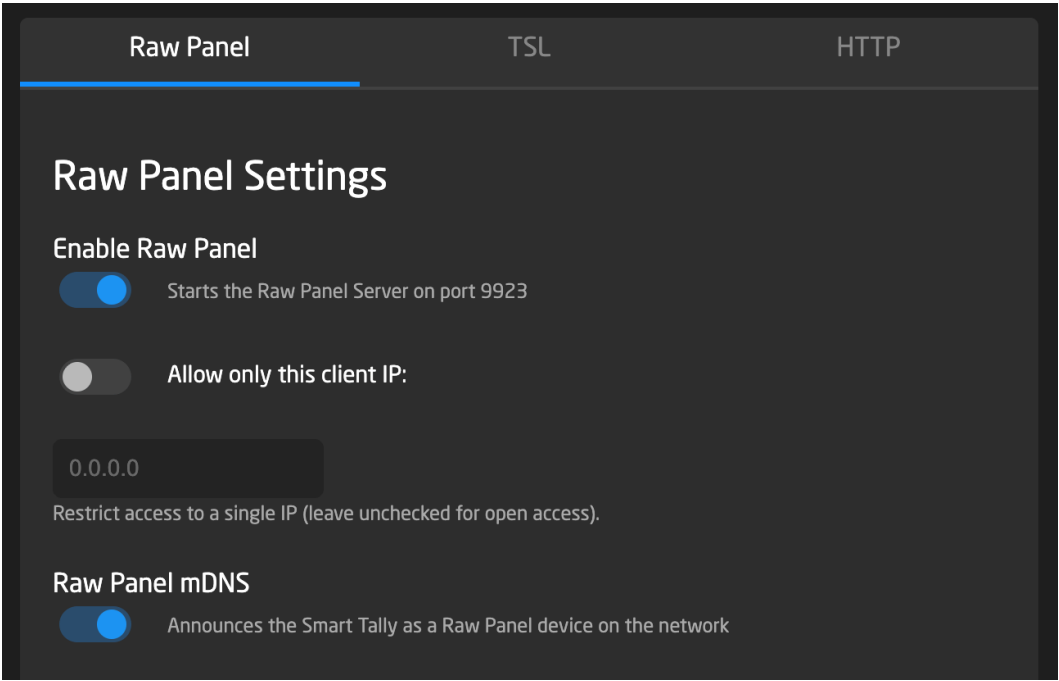 Raw Panel TSL HTTP
Raw Panel Settings
Enable Raw Panel
Starts the Raw Panel Server on port 9923
Allow only this client IP:
0.0.0.0
Restrict access to a single IP (leave unchecked for open access).
Raw Panel mDNS
Announces the Smart Tally as a Raw Panel device on the network